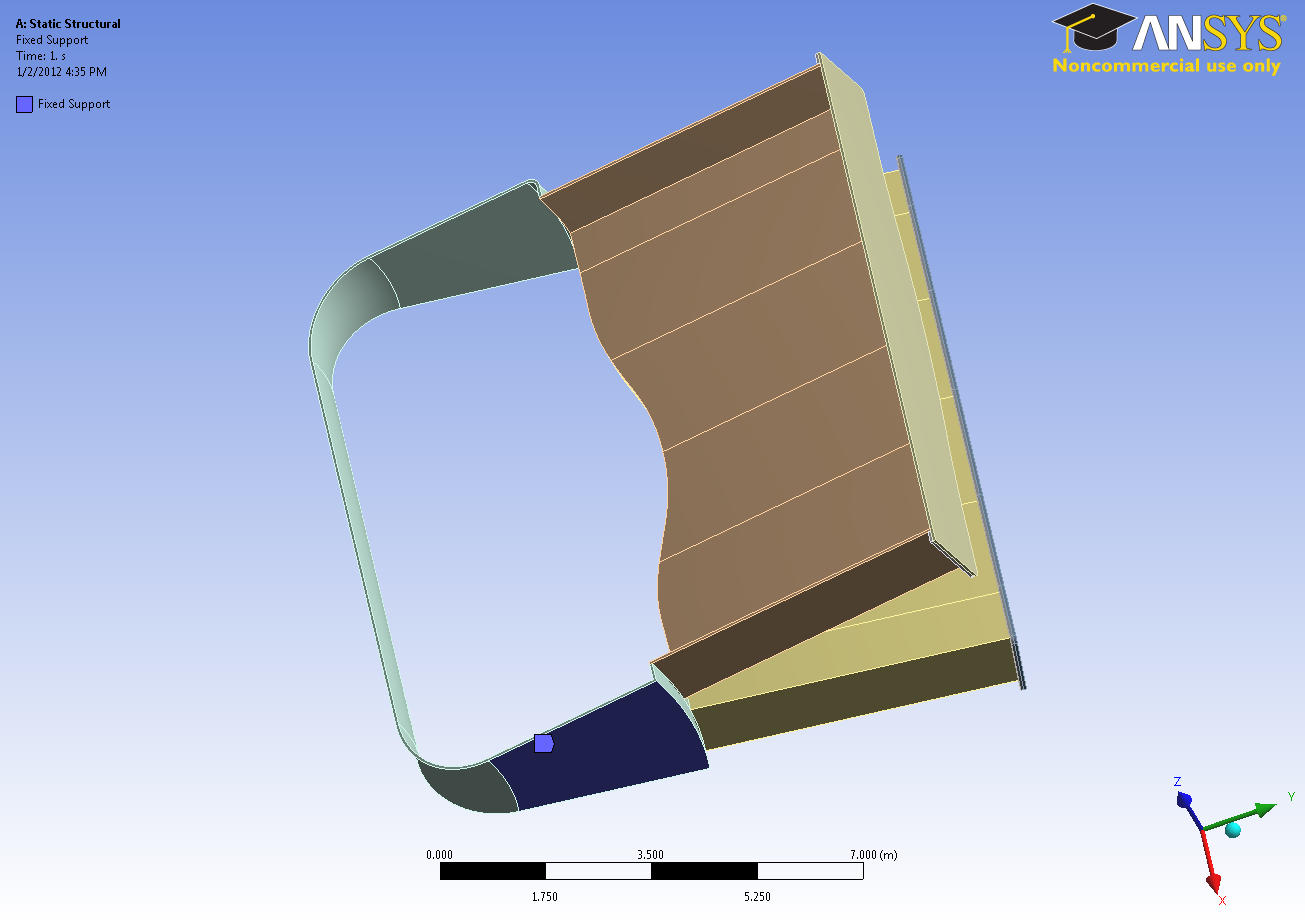 A: Static Structural
Fixed Support
Time: 1. s
1/2/2012 4:35 PM
Fixed Support
ANSYS®
Noncommercial use only
0.000 3.500 7.000 (m)
1.750 5.250
Z
Y
X